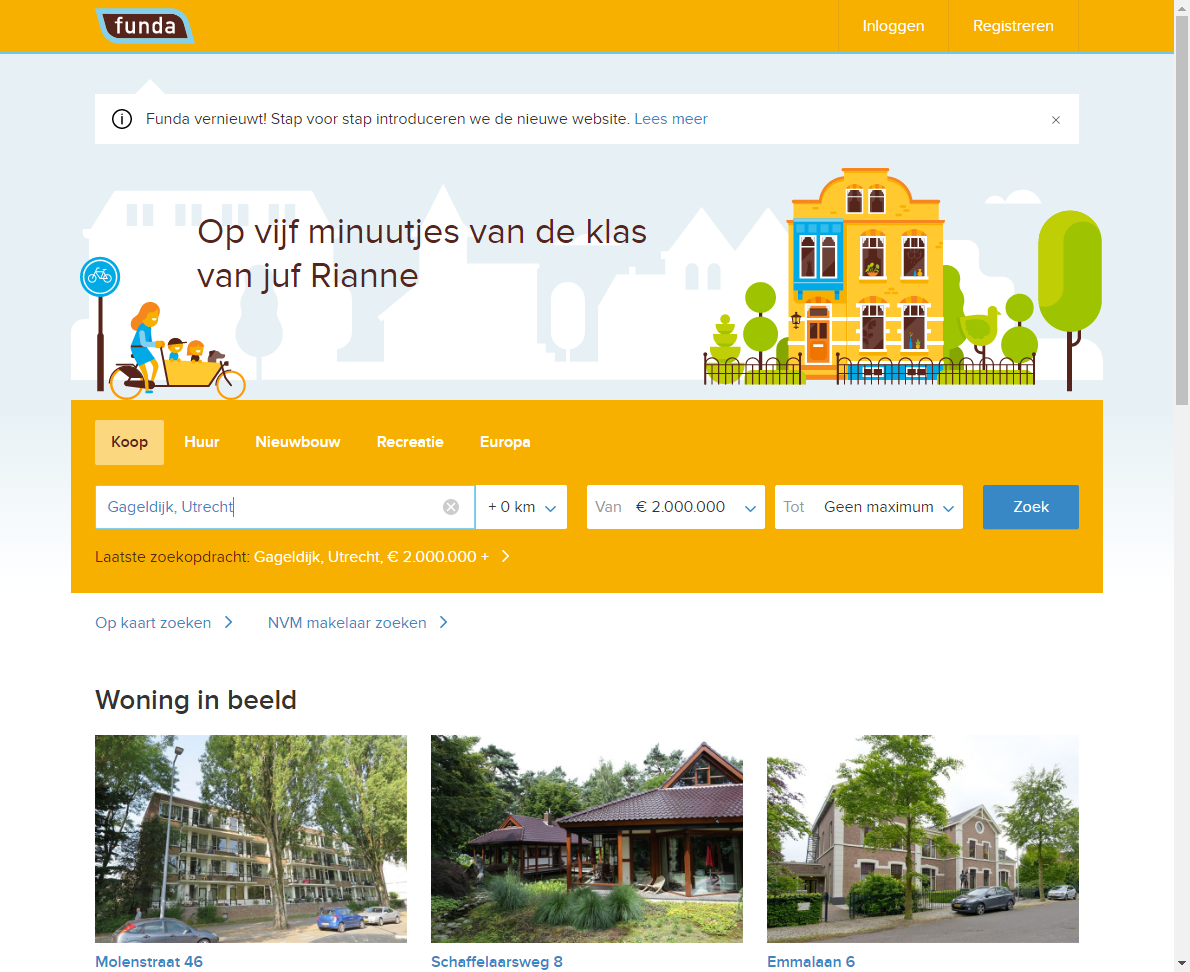 funda
Inloggen
Registreren
Funda vernieuwt! Stap voor stap introduceren we de nieuwe website. Lees meer
Op vijf minuutjes van de klas
van juf Rianne
Koop
Huur
Nieuwbouw
Recreatie
Europa
Gageldijk, Utrecht
+ 0 km
Van € 2.000.000
Tot Geen maximum
Zoek
Laatste zoekopdracht: Gageldijk, Utrecht, € 2.000.000 +
Op kaart zoeken
NVM makelaar zoeken
Woning in beeld
Molenstraat 46
Schaffelaarsweg 8
Emmalaan 6